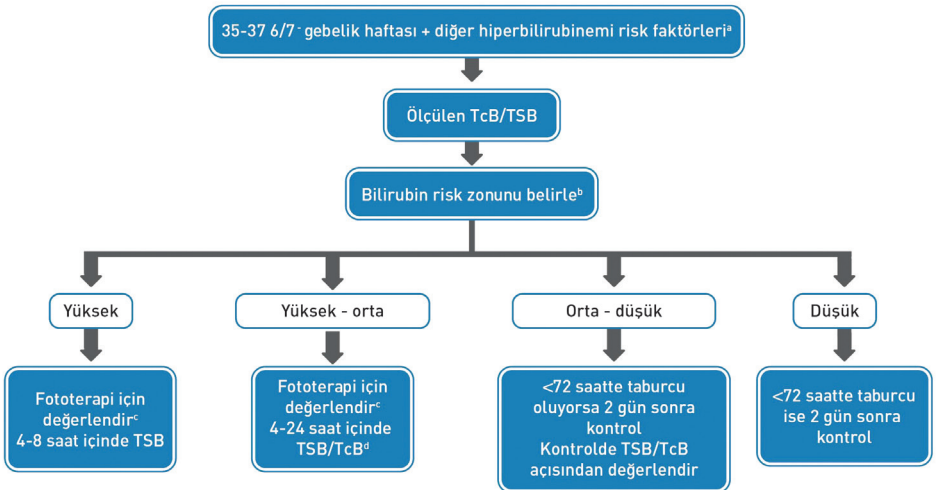 35-37 6/7- gebelik haftası + diğer hiperbilirubinemi risk faktörleriᵃ
Ölçülen TcB/TSB
Bilirubin risk zonunu belirleᵇ
Yüksek
Yüksek - orta
Orta - düşük
Düşük
Fototerapi için
değerlendirᶜ
4-8 saat içinde TSB
Fototerapi için
değerlendirᶜ
4-24 saat içinde
TSB/TcBᵈ
<72 saatte taburcu
oluyorsa 2 gün sonra
kontrol
Kontrolde TSB/TcB
açısından değerlendir
<72 saatte taburcu
ise 2 gün sonra
kontrol